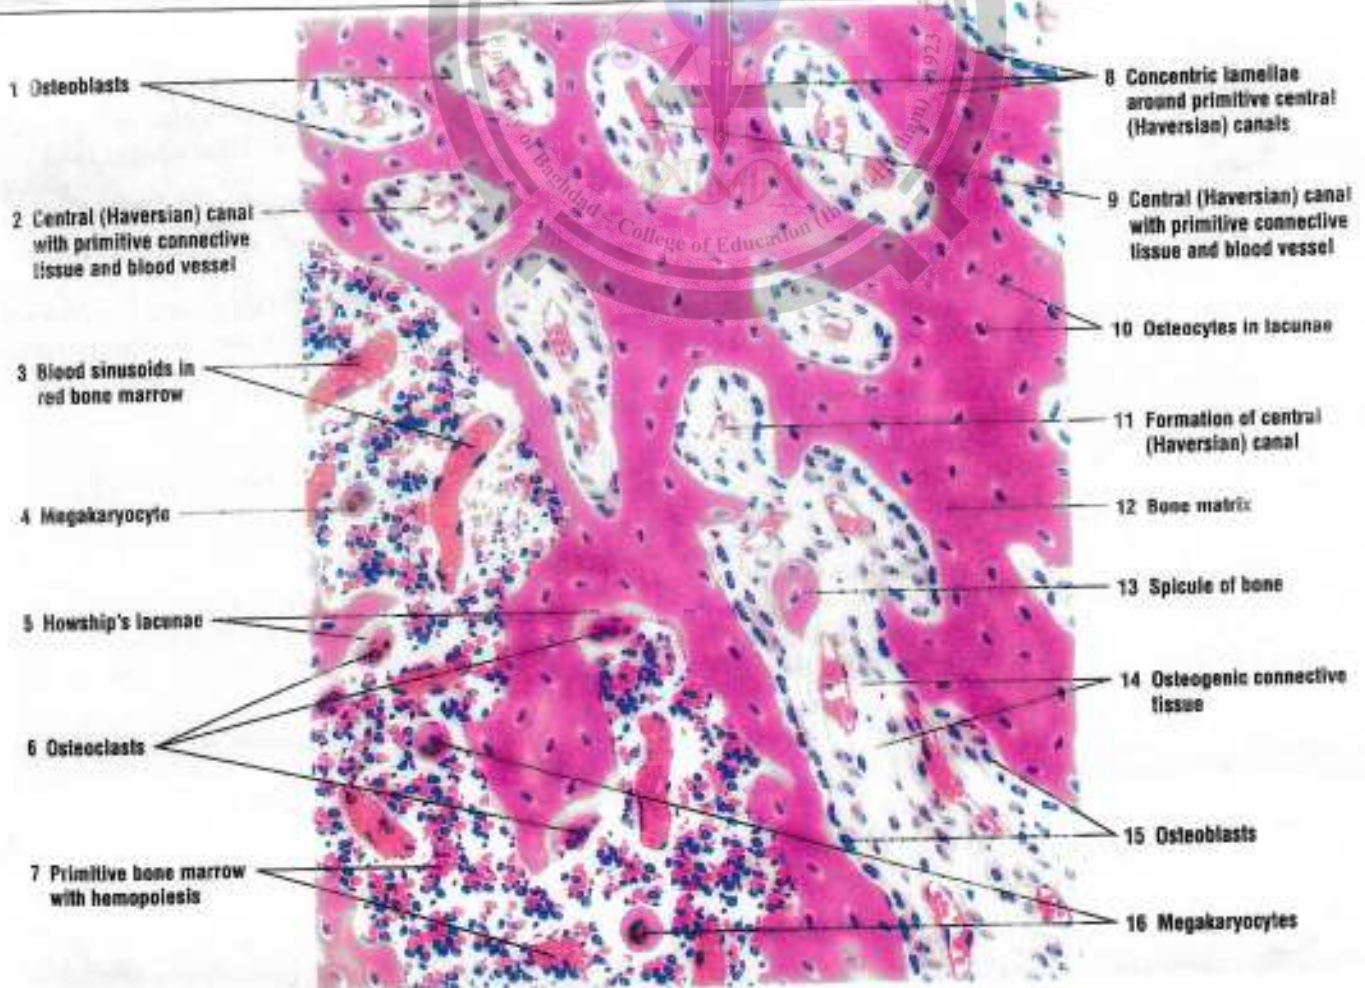 1 Osteoblasts
2 Central (Haversian) canal
with primitive connective
tissue and blood vessel
3 Blood sinusoids in
red bone marrow
4 Megakaryocyte
5 Howship's lacunae
6 Osteoclasts
7 Primitive bone marrow
with hemopoiesis
8 Concentric lamellae
around primitive central
(Haversian) canals
9 Central (Haversian) canal
with primitive connective
tissue and blood vessel
10 Osteocytes in lacunae
11 Formation of central
(Haversian) canal
12 Bone matrix
13 Spicule of bone
14 Osteogenic connective
tissue
15 Osteoblasts
16 Megakaryocytes
University of Baghdad - College of Education
1923